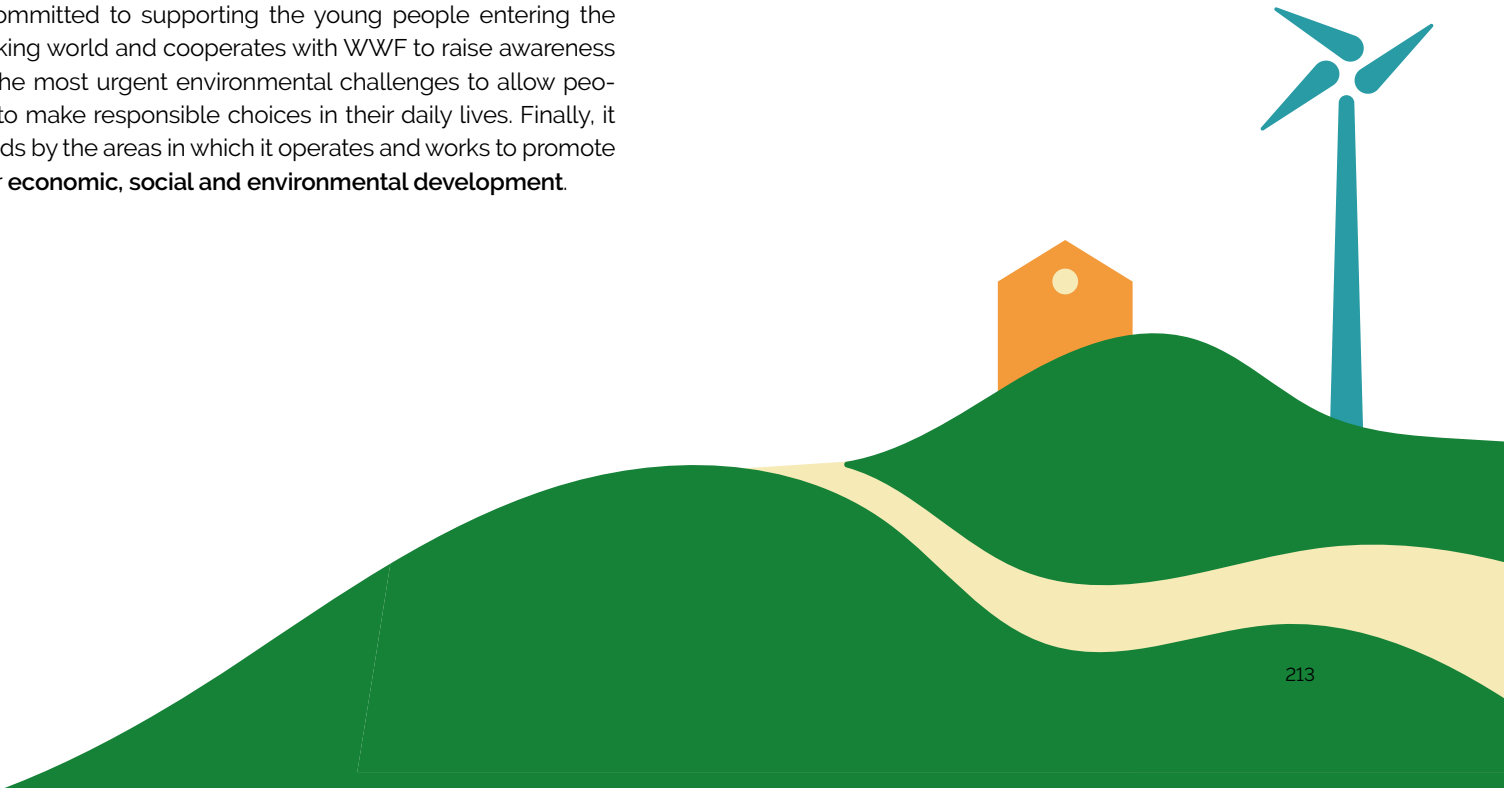 ommitted to supporting the young people entering the
king world and cooperates with WWF to raise awareness
he most urgent environmental challenges to allow peo-
to make responsible choices in their daily lives. Finally, it
ds by the areas in which it operates and works to promote
r economic, social and environmental development.
213